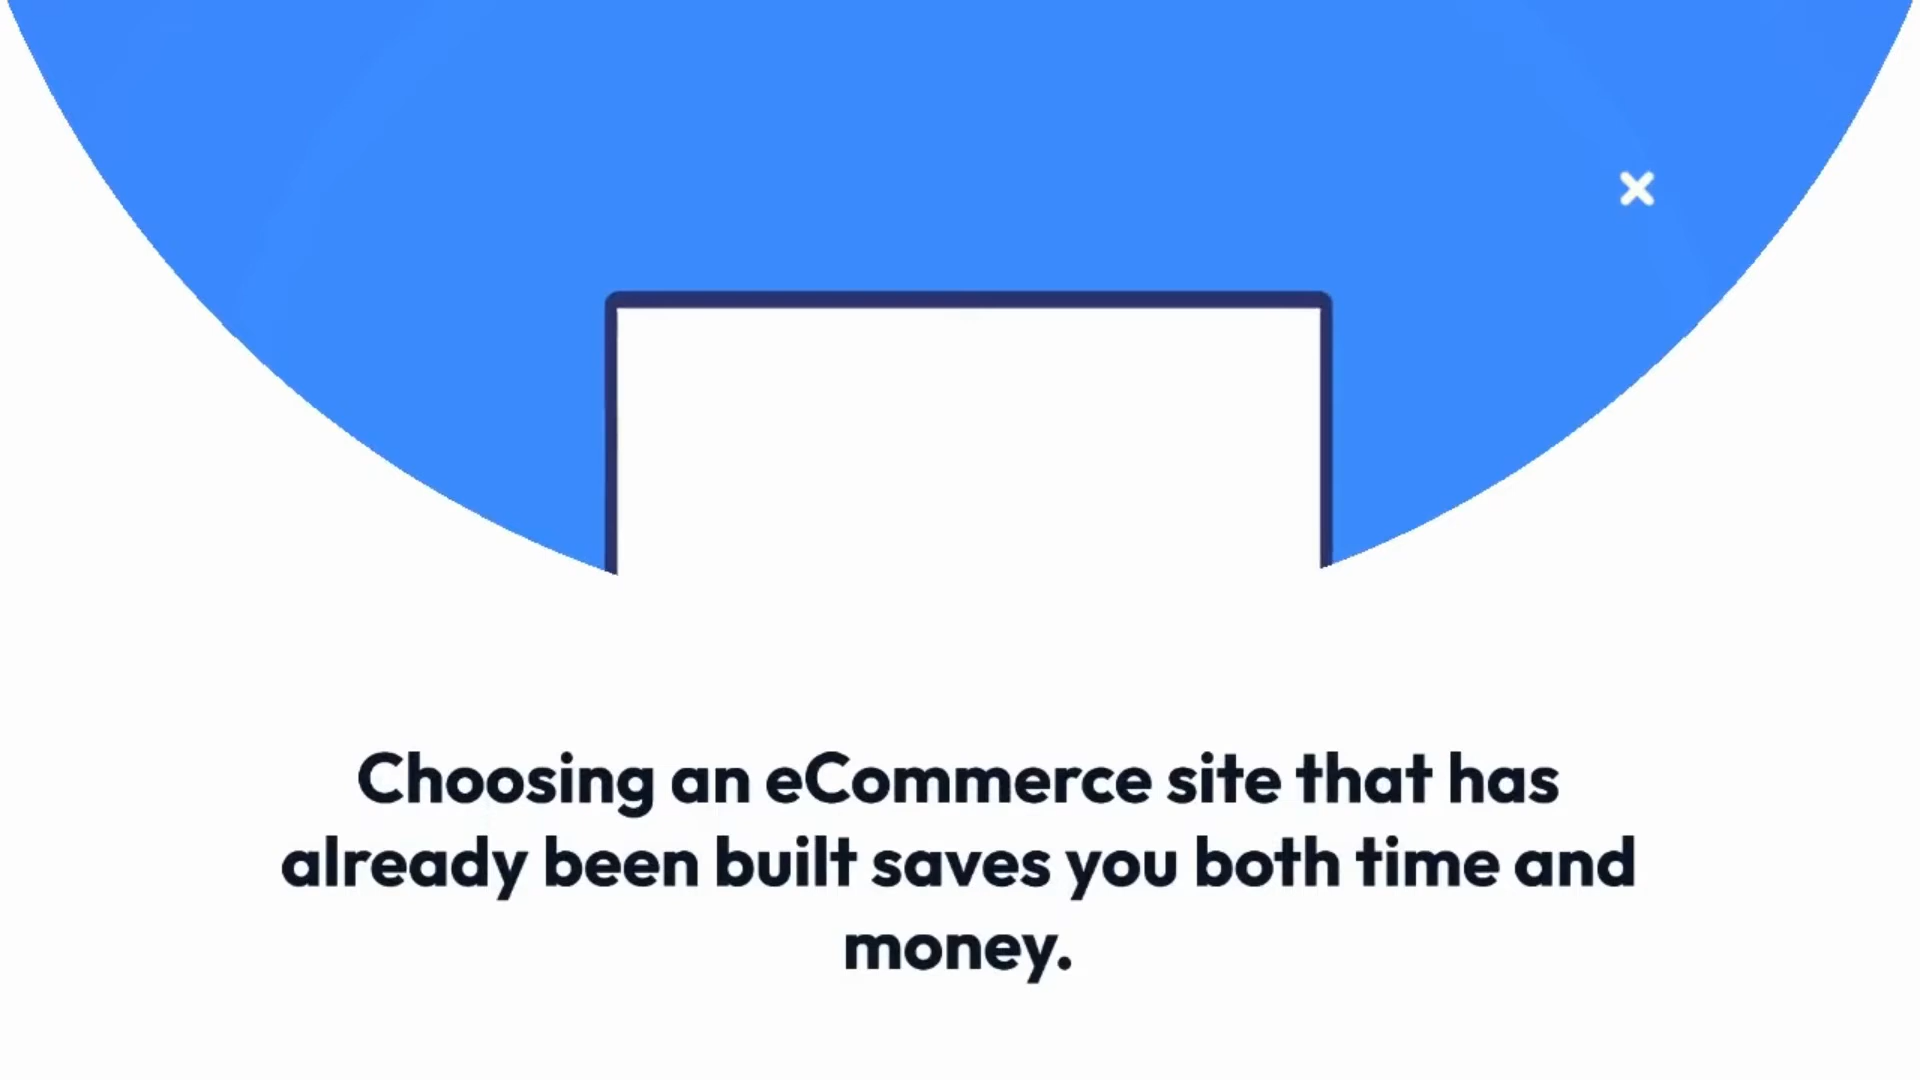 Choosing an eCommerce site that has
already been built saves you both time and
money.